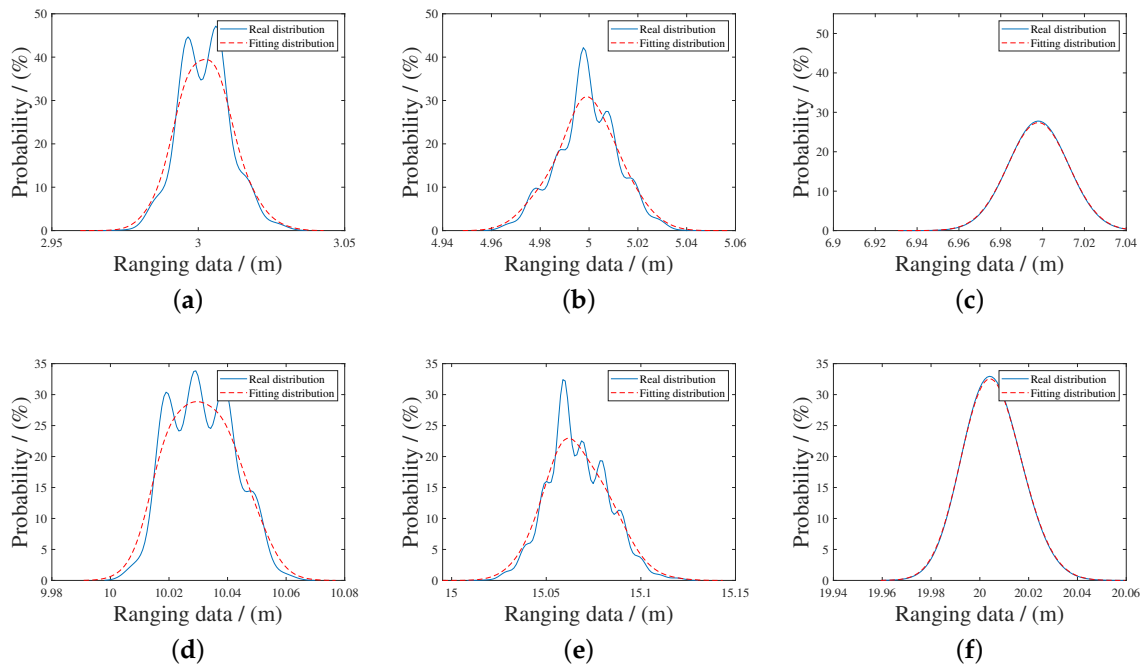 50
40
30
20
10
0
Probability / (%)
Real distribution
Fitting distribution
2.95
3
3.05
Ranging data / (m)
(a)
50
40
30
20
10
0
Probability / (%)
Real distribution
Fitting distribution
4.94
4.96
4.98
5
5.02
5.04
5.06
Ranging data / (m)
(b)
50
40
30
20
10
0
Probability / (%)
Real distribution
Fitting distribution
6.9
6.92
6.94
6.96
6.98
7
7.02
7.04
Ranging data / (m)
(c)
35
30
25
20
15
10
5
0
Probability / (%)
Real distribution
Fitting distribution
9.98
10
10.02
10.04
10.06
10.08
Ranging data / (m)
(d)
35
30
25
20
15
10
5
0
Probability / (%)
Real distribution
Fitting distribution
15
15.05
15.1
15.15
Ranging data / (m)
(e)
35
30
25
20
15
10
5
0
Probability / (%)
Real distribution
Fitting distribution
19.94
19.96
19.98
20
20.02
20.04
20.06
Ranging data / (m)
(f)